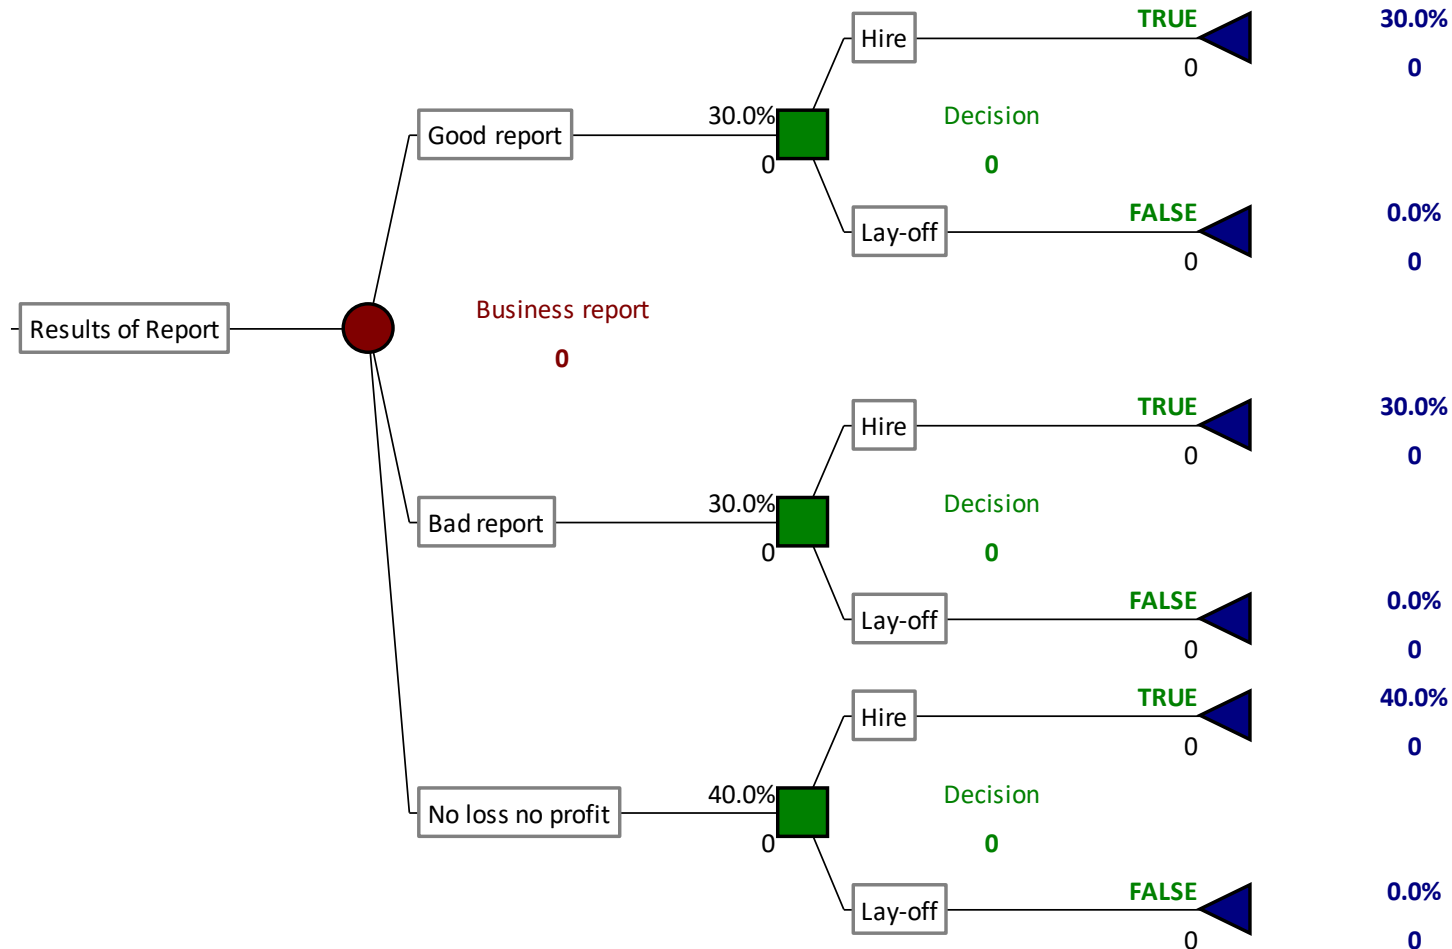 TRUE 30.0%
Hire
0 0
30.0% Decision
Good report
0 0
FALSE 0.0%
Lay-off
0 0
Business report
Results of Report
0
TRUE 30.0%
Hire
0 0
30.0% Decision
Bad report
0 0
FALSE 0.0%
Lay-off
0 0
TRUE 40.0%
Hire
0 0
40.0% Decision
No loss no profit
0 0
FALSE 0.0%
Lay-off
0 0